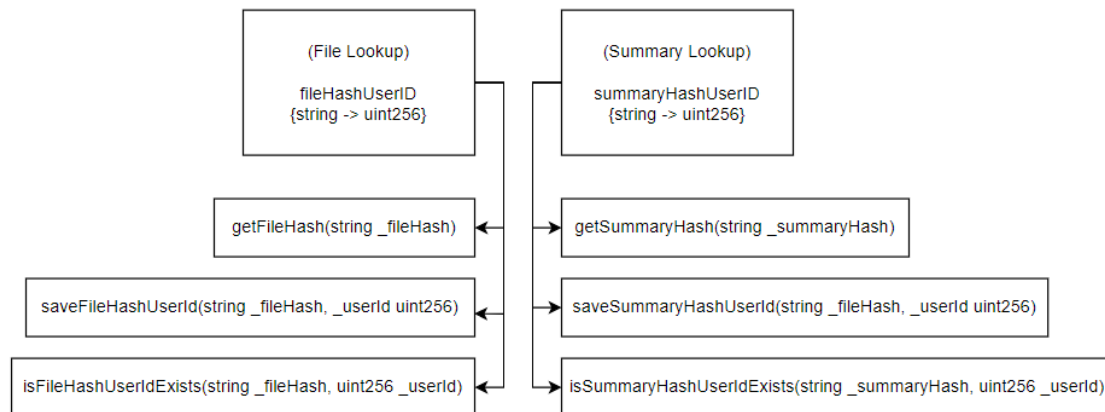 (File Lookup)
fileHashUserID
{string -> uint256}
(Summary Lookup)
summaryHashUserID
{string -> uint256}
getFileHash(string _fileHash)
getSummaryHash(string _summaryHash)
saveFileHashUserId(string _fileHash, _userId uint256)
saveSummaryHashUserId(string _fileHash, _userId uint256)
isFileHashUserIdExists(string _fileHash, uint256 _userId)
isSummaryHashUserIdExists(string _summaryHash, uint256 _userId)